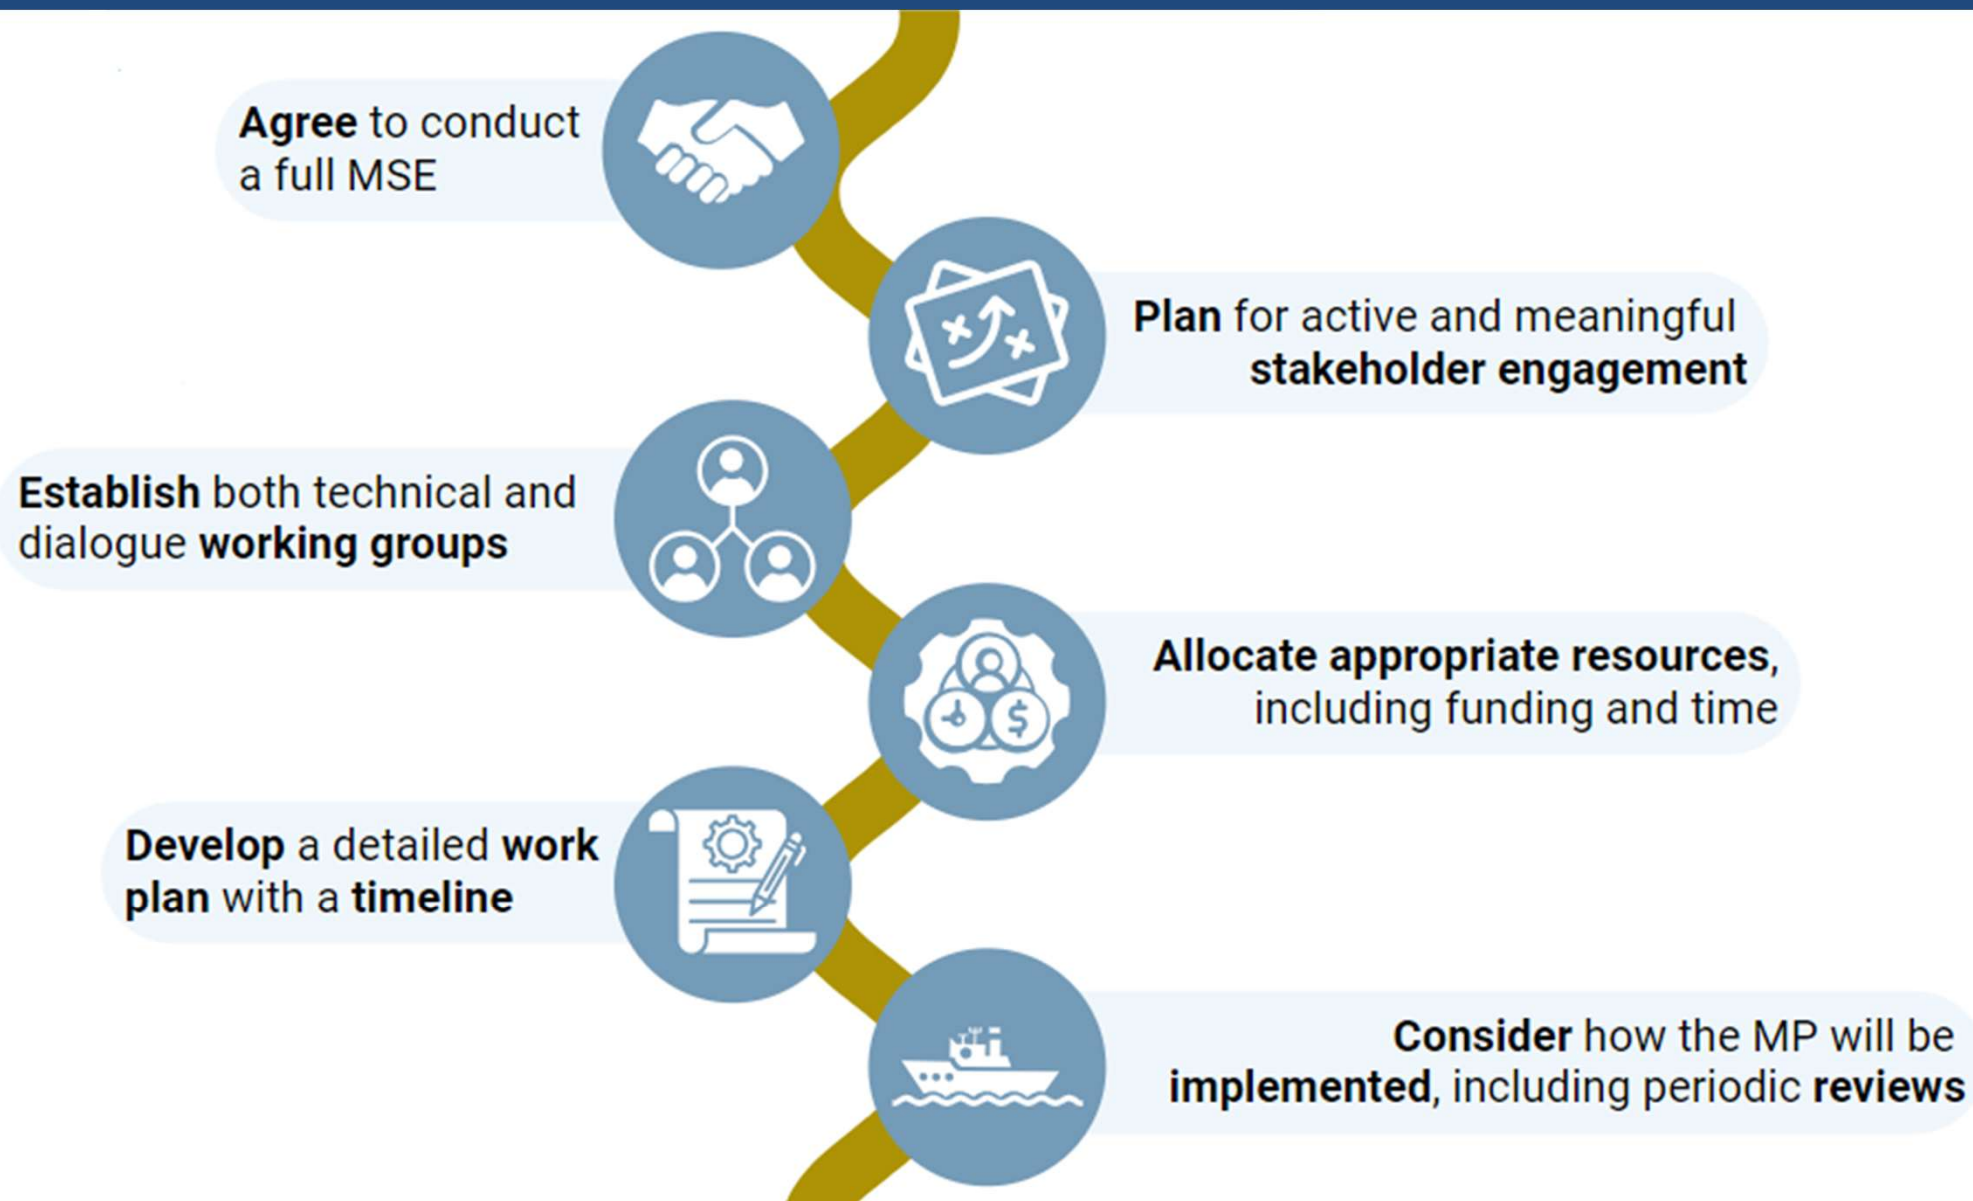 Agree to conduct
a full MSE
Plan for active and meaningful
stakeholder engagement
Establish both technical and
dialogue working groups
Allocate appropriate resources,
including funding and time
$
Develop a detailed work
plan with a timeline
Consider how the MP will be
implemented, including periodic reviews